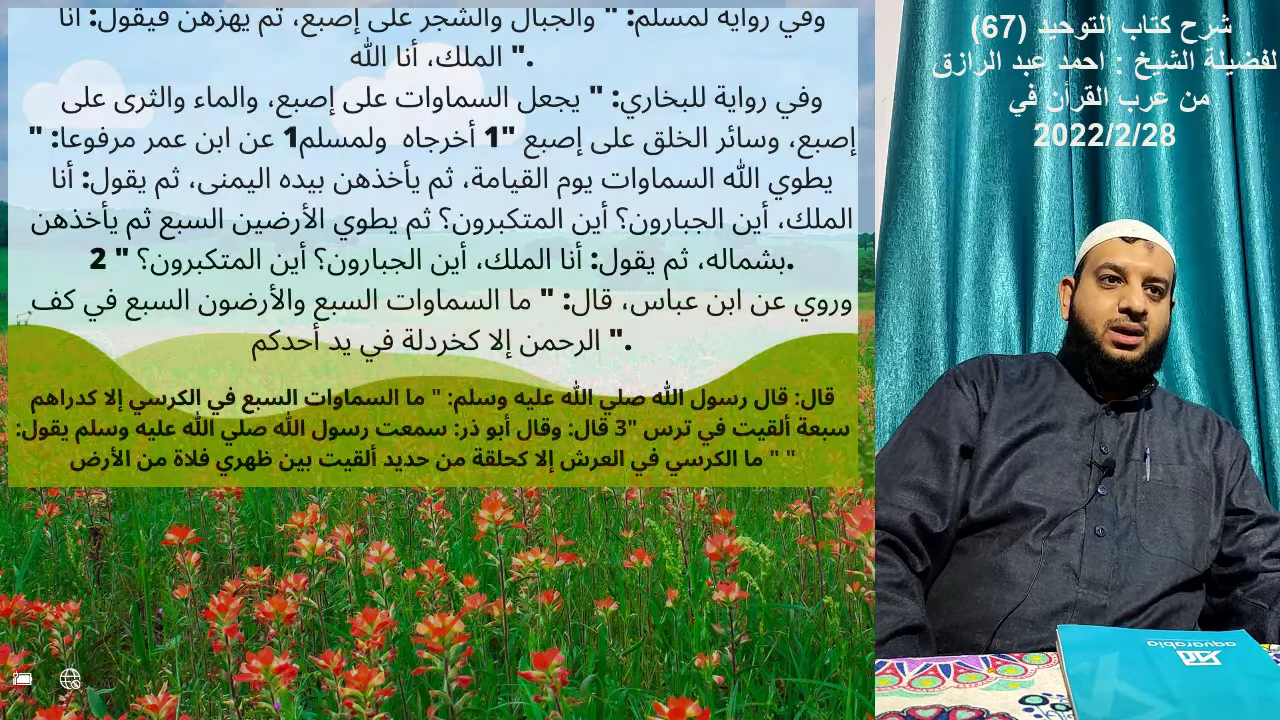 وفي رواية لمسلم: " والجبال والشجر على إصبع، ثم يهزهن فيقول: أنا
الملك، أنا الله ".
وفي رواية للبخاري: " يجعل السماوات على إصبع، والماء والثرى على
إصبع، وسائر الخلق على إصبع "1 أخرجاه ولمسلم1 عن ابن عمر مرفوعا: "
يطوي الله السماوات يوم القيامة، ثم يأخذهن بيده اليمنى، ثم يقول: أنا
الملك، أين الجبارون؟ أين المتكبرون؟ ثم يطوي الأرضين السبع ثم يأخذهن
بشماله، ثم يقول: أنا الملك، أين الجبارون؟ أين المتكبرون؟ " 2.
وروي عن ابن عباس، قال: " ما السماوات السبع والأرضون السبع في كف
الرحمن إلا كخردلة في يد أحدكم ".
قال: قال رسول الله صلي الله عليه وسلم: " ما السماوات السبع في الكرسي إلا كدراهم
سبعة ألقيت في ترس "3 قال: وقال أبو ذر: سمعت رسول الله صلي الله عليه وسلم يقول:
" ما الكرسي في العرش إلا كحلقة من حديد ألقيت بين ظهري فلاة من الأرض "
شرح كتاب التوحيد (67)
لفضيلة الشيخ : احمد عبد الرازق
من عرب القرآن في
2022/2/28
aquarabia